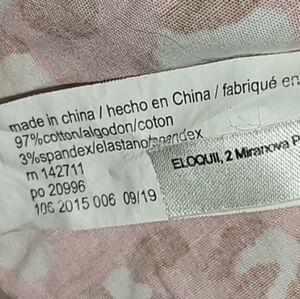 made in china / hecho en China / fabriqué en
97%cotton/algodon/coton
3%spandex/elastano/spandex
rn 142711
po 20996
106 2015 006 09/19
ELOQUII, 2 Miranova P